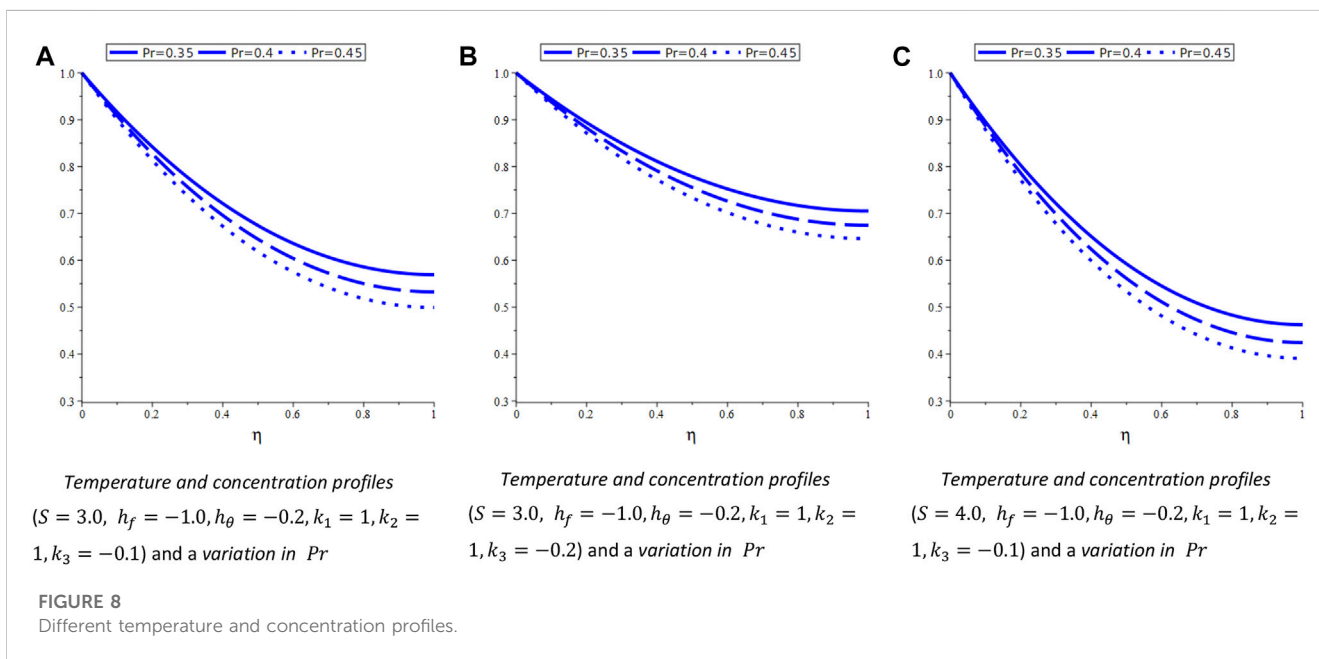 A
Pr=0.35 Pr=0.4 Pr=0.45
1.0
0.9
0.8
0.7
0.6
0.5
0.4
0.3
0 0.2 0.4 0.6 0.8 1
η
Temperature and concentration profiles
(S = 3.0, h_f = −1.0, h_θ = −0.2, k_1 = 1, k_2 =
1, k_3 = −0.1) and a variation in Pr
B
Pr=0.35 Pr=0.4 Pr=0.45
1.0
0.9
0.8
0.7
0.6
0.5
0.4
0.3
0 0.2 0.4 0.6 0.8 1
η
Temperature and concentration profiles
(S = 3.0, h_f = −1.0, h_θ = −0.2, k_1 = 1, k_2 =
1, k_3 = −0.2) and a variation in Pr
C
Pr=0.35 Pr=0.4 Pr=0.45
1.0
0.9
0.8
0.7
0.6
0.5
0.4
0.3
0 0.2 0.4 0.6 0.8 1
η
Temperature and concentration profiles
(S = 4.0, h_f = −1.0, h_θ = −0.2, k_1 = 1, k_2 =
1, k_3 = −0.1) and a variation in Pr
FIGURE 8
Different temperature and concentration profiles.